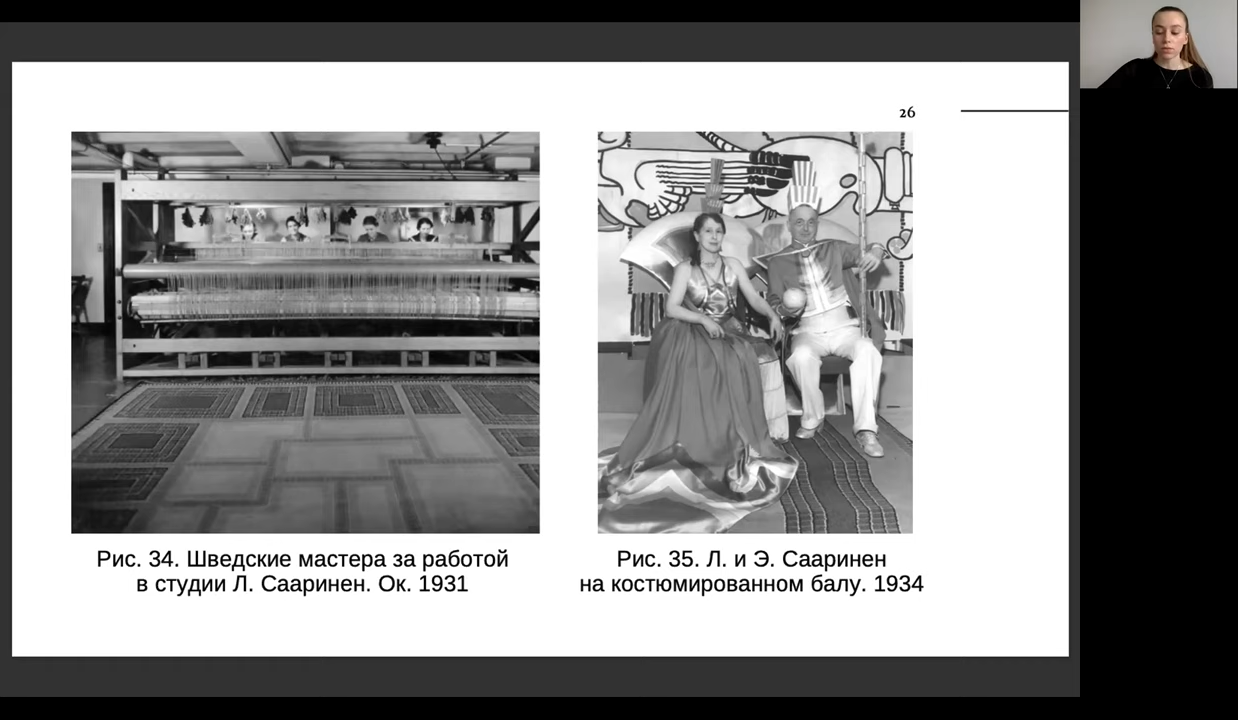 26
Рис. 34. Шведские мастера за работой
в студии Л. Сааринен. Ок. 1931
Рис. 35. Л. и Э. Сааринен
на костюмированном балу. 1934